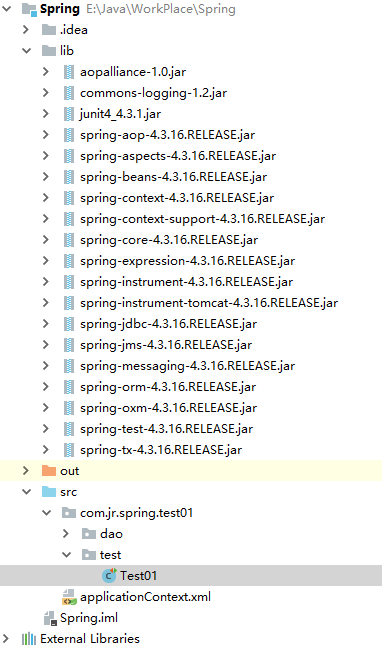 Spring E:\Java\WorkPlace\Spring
.idea
lib
aopalliance-1.0.jar
commons-logging-1.2.jar
junit4_4.3.1.jar
spring-aop-4.3.16.RELEASE.jar
spring-aspects-4.3.16.RELEASE.jar
spring-beans-4.3.16.RELEASE.jar
spring-context-4.3.16.RELEASE.jar
spring-context-support-4.3.16.RELEASE.jar
spring-core-4.3.16.RELEASE.jar
spring-expression-4.3.16.RELEASE.jar
spring-instrument-4.3.16.RELEASE.jar
spring-instrument-tomcat-4.3.16.RELEASE.jar
spring-jdbc-4.3.16.RELEASE.jar
spring-jms-4.3.16.RELEASE.jar
spring-messaging-4.3.16.RELEASE.jar
spring-orm-4.3.16.RELEASE.jar
spring-oxm-4.3.16.RELEASE.jar
spring-test-4.3.16.RELEASE.jar
spring-tx-4.3.16.RELEASE.jar
out
src
com.jr.spring.test01
dao
test
Test01
applicationContext.xml
Spring.iml
External Libraries